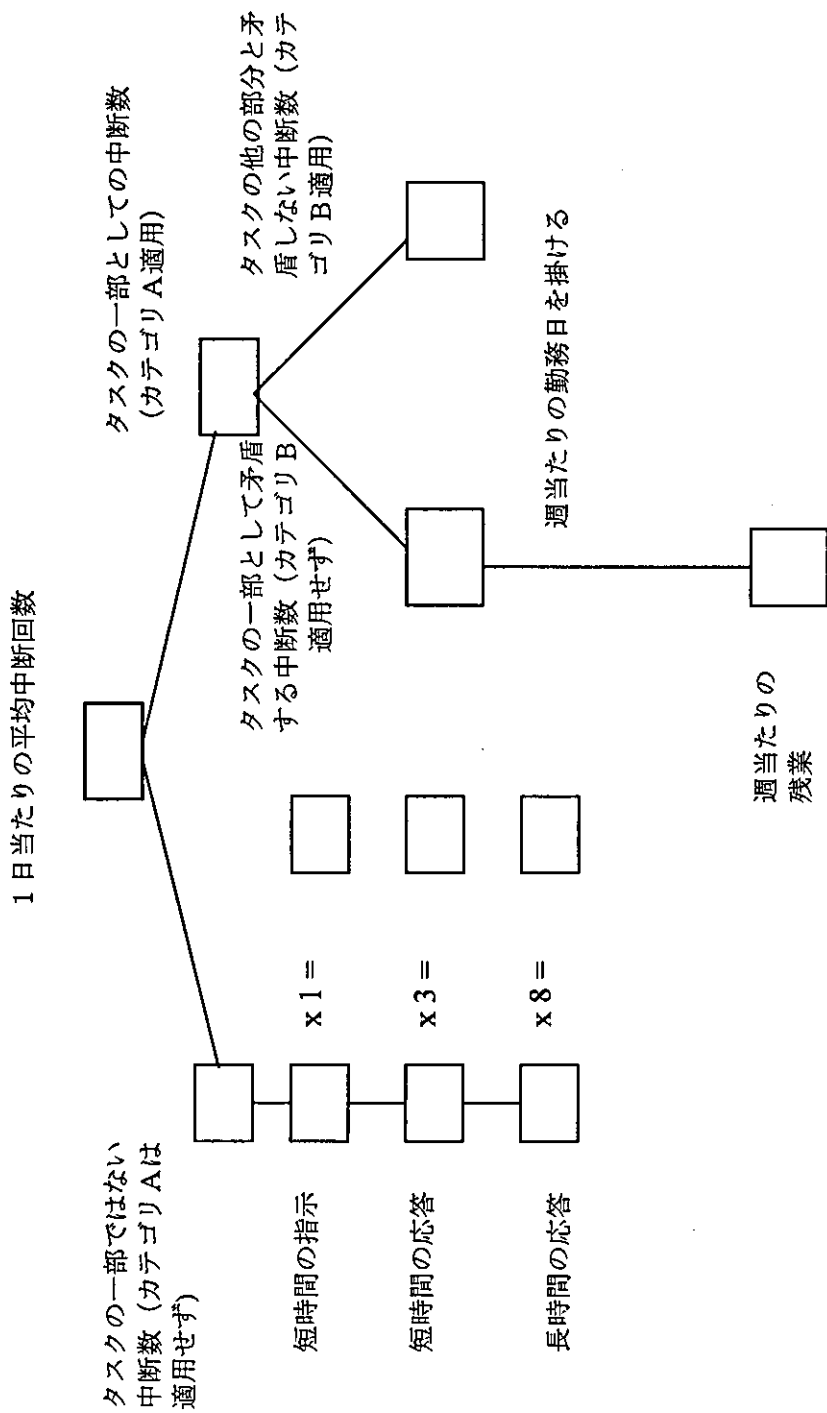 1日当たりの平均中断回数
タスクの一部ではない
中断数（カテゴリAは
適用せず）
タスクの一部としての中断数
（カテゴリA適用）
短時間の指示
x 1 =
短時間の応答
x 3 =
長時間の応答
x 8 =
タスクの一部として矛盾
する中断数（カテゴリB
適用せず）
タスクの他の部分と矛
盾しない中断数（カテ
ゴリB適用）
週当たりの勤務日を掛ける
週当たりの
残業